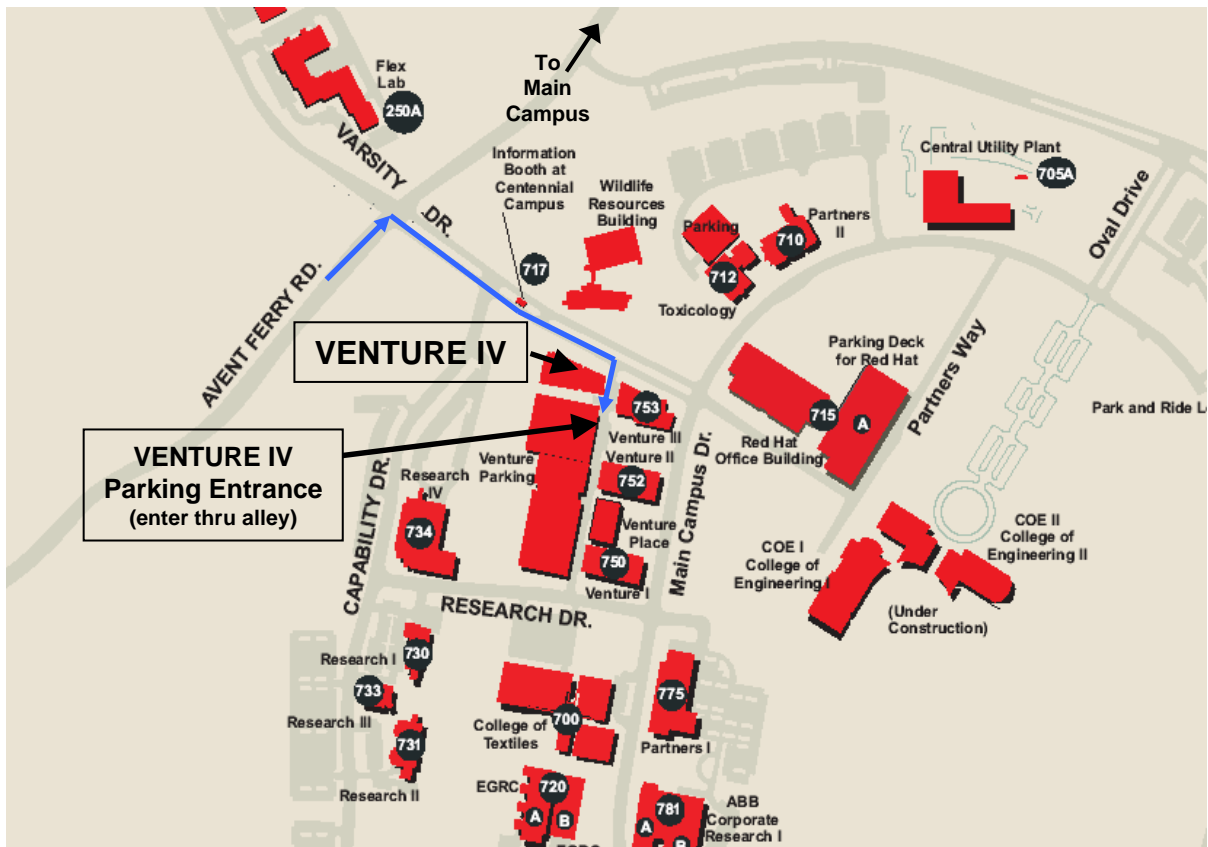 To
Main
Campus
Flex
Lab
250A
VARSITY
DR.
Information
Booth at
Centennial
Campus
717
Wildlife
Resources
Building
Parking
710
Partners
II
712
Toxicology
Central Utility Plant
705A
Oval Drive
AVENT FERRY RD.
VENTURE IV
VENTURE IV
Parking Entrance
(enter thru alley)
Parking Deck
for Red Hat
715
A
Red Hat
Office Building
Partners Way
Park and Ride L
753
Venture III
Venture II
752
Venture
Parking
Venture
Place
750
Venture I
Main Campus Dr.
Research
IV
734
CAPABILITY DR.
RESEARCH DR.
COE I
College of
Engineering I
COE II
College of
Engineering II
(Under
Construction)
Research I
730
733
Research III
731
Research II
700
College of
Textiles
775
Partners I
EGRC
720
A
B
781
A
B
ABB
Corporate
Research I